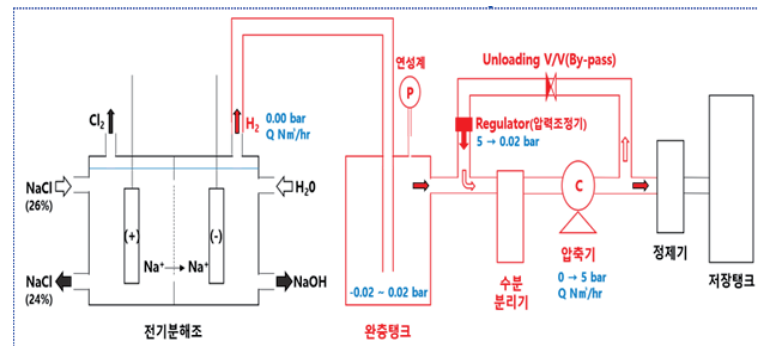 Unloading V/V(By-pass)
연성계
P
Cl₂
H₂
0.00 bar
Q N㎥/hr
Regulator(압력조정기)
5 → 0.02 bar
NaCl
(26%)
H₂0
(+)
(-)
Na⁺
Na⁺
C
NaCl
(24%)
NaOH
-0.02 ~ 0.02 bar
수분
분리기
압축기
0 → 5 bar
Q N㎥/hr
정제기
저장탱크
전기분해조
완충탱크